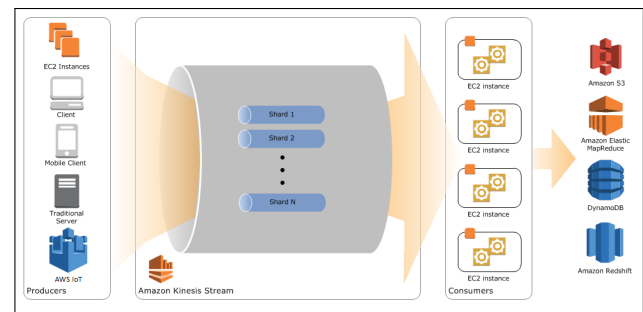 EC2 Instances
Client
Mobile Client
Traditional
Server
AWS IoT
Producers
Shard 1
Shard 2
Shard N
Amazon Kinesis Stream
EC2 instance
EC2 instance
EC2 instance
EC2 instance
Consumers
Amazon S3
Amazon Elastic
MapReduce
DynamoDB
Amazon Redshift